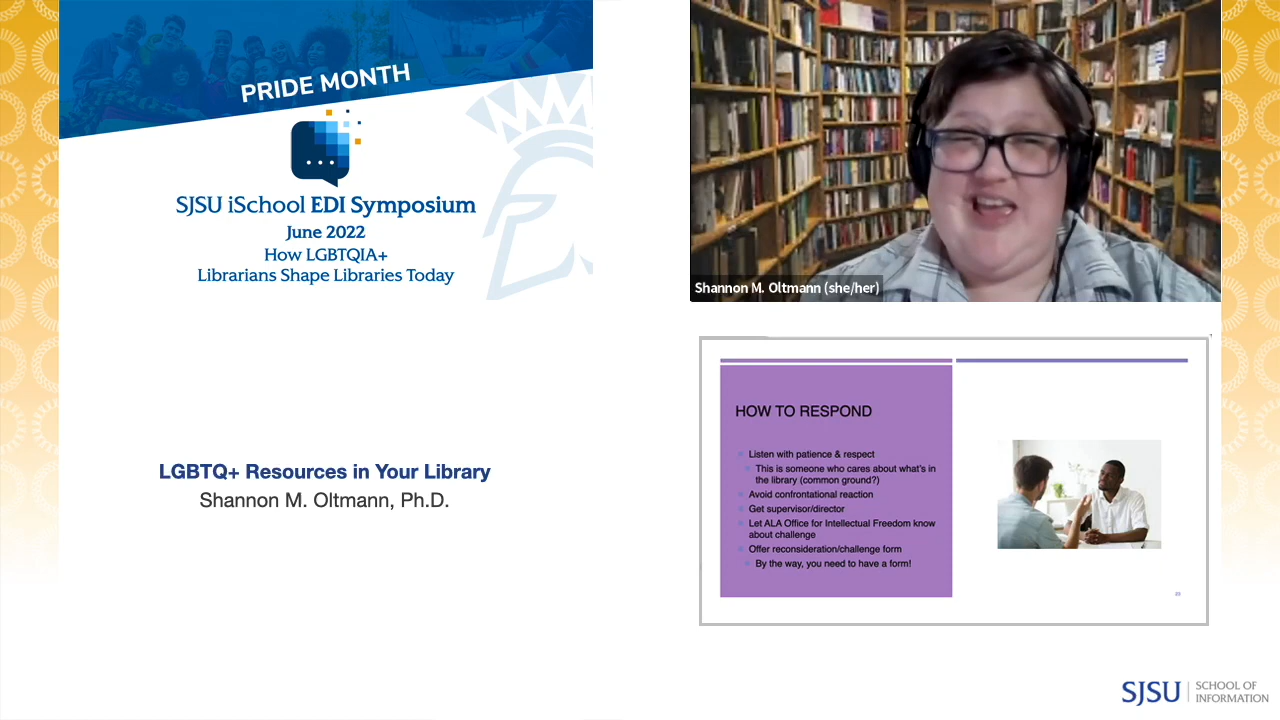 PRIDE MONTH
SJSU iSchool EDI Symposium
June 2022
How LGBTQIA+
Librarians Shape Libraries Today
LGBTQ+ Resources in Your Library
Shannon M. Oltmann, Ph.D.
Shannon M. Oltmann (she/her)
HOW TO RESPOND
Listen with patience & respect
This is someone who cares about what's in
the library (common ground?)
Avoid confrontational reaction
Get supervisor/director
Let ALA Office for Intellectual Freedom know
about challenge
Offer reconsideration/challenge form
By the way, you need to have a form!
SJSU
SCHOOL OF
INFORMATION